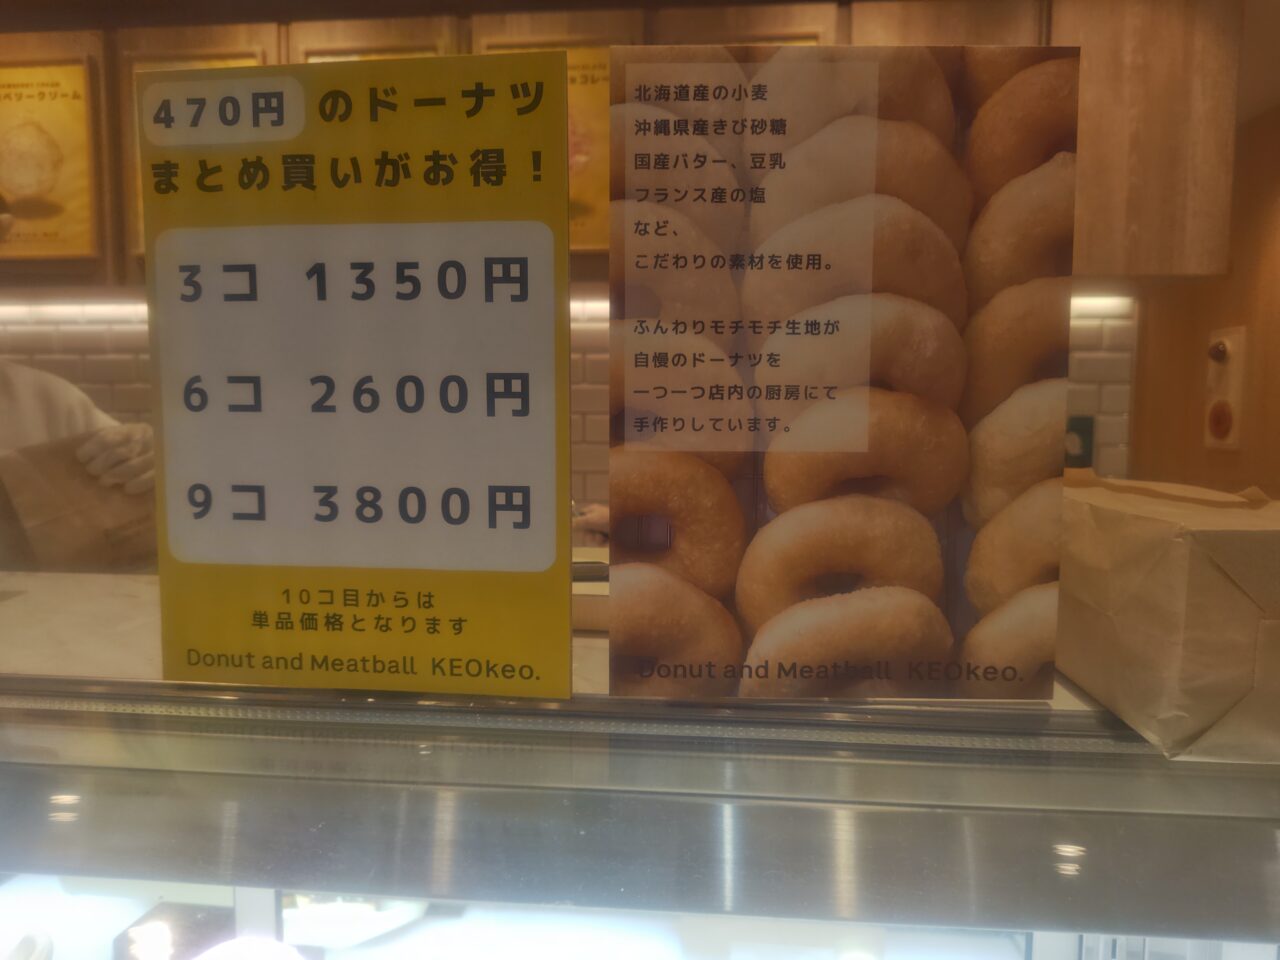 470円 のドーナツ
まとめ買いがお得！
3コ 1350円
6コ 2600円
9コ 3800円
10コ目からは
単品価格となります
Donut and Meatball KEOkeo.
北海道産の小麦
沖縄県産きび砂糖
国産バター、豆乳
フランス産の塩
など、
こだわりの素材を使用。
ふんわりモチモチ生地が
自慢のドーナツを
一つ一つ店内の厨房にて
手作りしています。
Donut and Meatball KEOkeo.